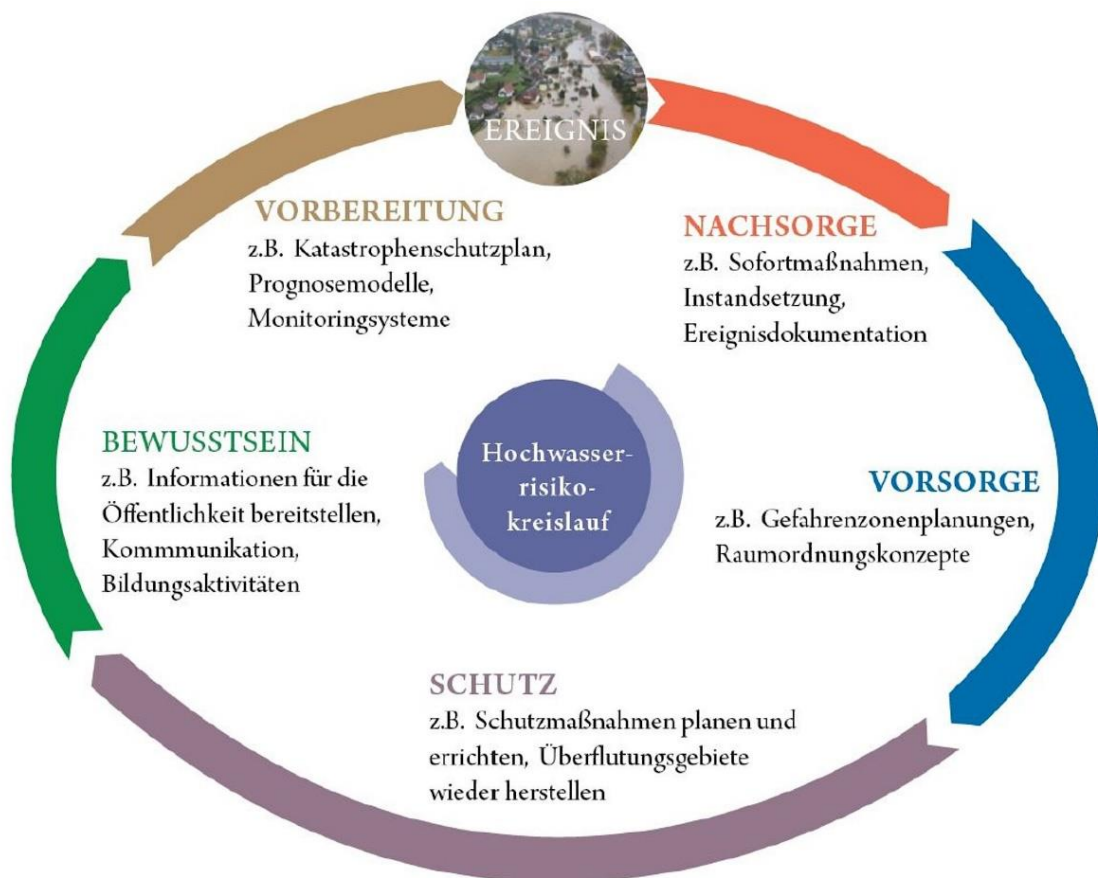 EREIGNIS
VORBEREITUNG
z.B. Katastrophenschutzplan,
Prognosemodelle,
Monitoringsysteme
NACHSORGE
z.B. Sofortmaßnahmen,
Instandsetzung,
Ereignisdokumentation
BEWUSSTSEIN
z.B. Informationen für die
Öffentlichkeit bereitstellen,
Kommmunikation,
Bildungsaktivitäten
Hochwasser-
risiko-
kreislauf
VORSORGE
z.B. Gefahrenzonenplanungen,
Raumordnungskonzepte
SCHUTZ
z.B. Schutzmaßnahmen planen und
errichten, Überflutungsgebiete
wieder herstellen